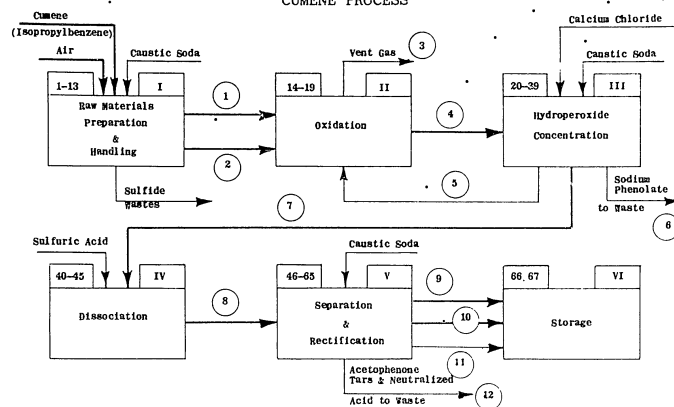 CUMENE PROCESS
Cumene
(Isopropylbenzene)
Air
Caustic Soda
1-13
I
Raw Materials
Preparation
&
Handling
Sulfide
Wastes
1
2
Vent Gas
3
14-19
II
Oxidation
4
5
Calcium Chloride
Caustic Soda
20-39
III
Hydroperoxide
Concentration
Sodium
Phenolate
to Waste
6
7
Sulfuric Acid
40-45
IV
Dissociation
8
Caustic Soda
46-65
V
Separation
&
Rectification
9
10
11
Acetophenone
Tars & Neutralized
Acid to Waste
12
66, 67
VI
Storage